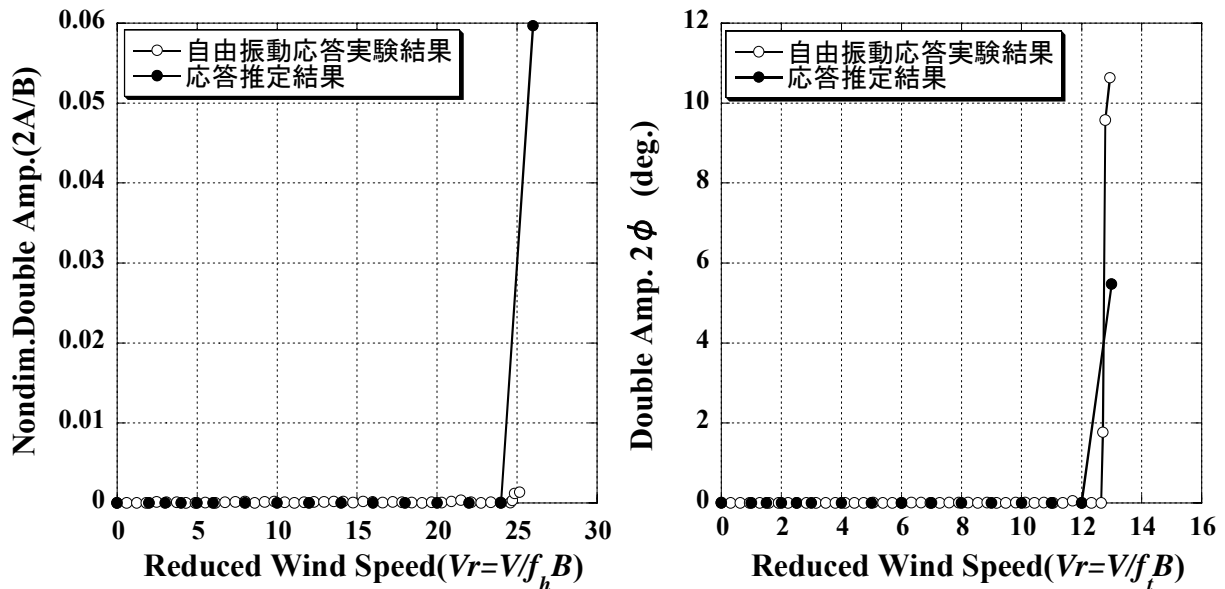 0.06
0.05
0.04
0.03
0.02
0.01
0
Nondim.Double Amp.(2A/B)
自由振動応答実験結果
応答推定結果
0 5 10 15 20 25 30
Reduced Wind Speed(Vr=V/f_hB)
12
10
8
6
4
2
0
Double Amp. 2ϕ (deg.)
自由振動応答実験結果
応答推定結果
0 2 4 6 8 10 12 14 16
Reduced Wind Speed(Vr=V/f_tB)